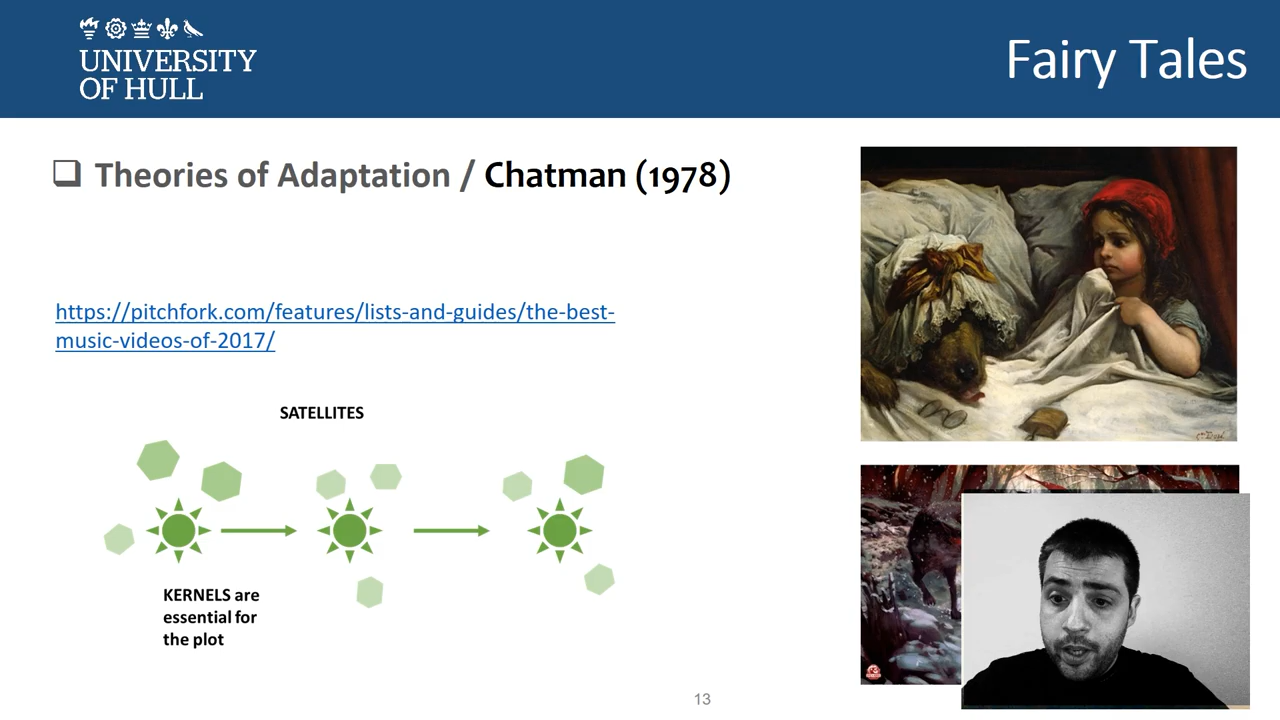 UNIVERSITY
OF HULL
Fairy Tales
Theories of Adaptation / Chatman (1978)
https://pitchfork.com/features/lists-and-guides/the-best-
music-videos-of-2017/
SATELLITES
KERNELS are
essential for
the plot
13